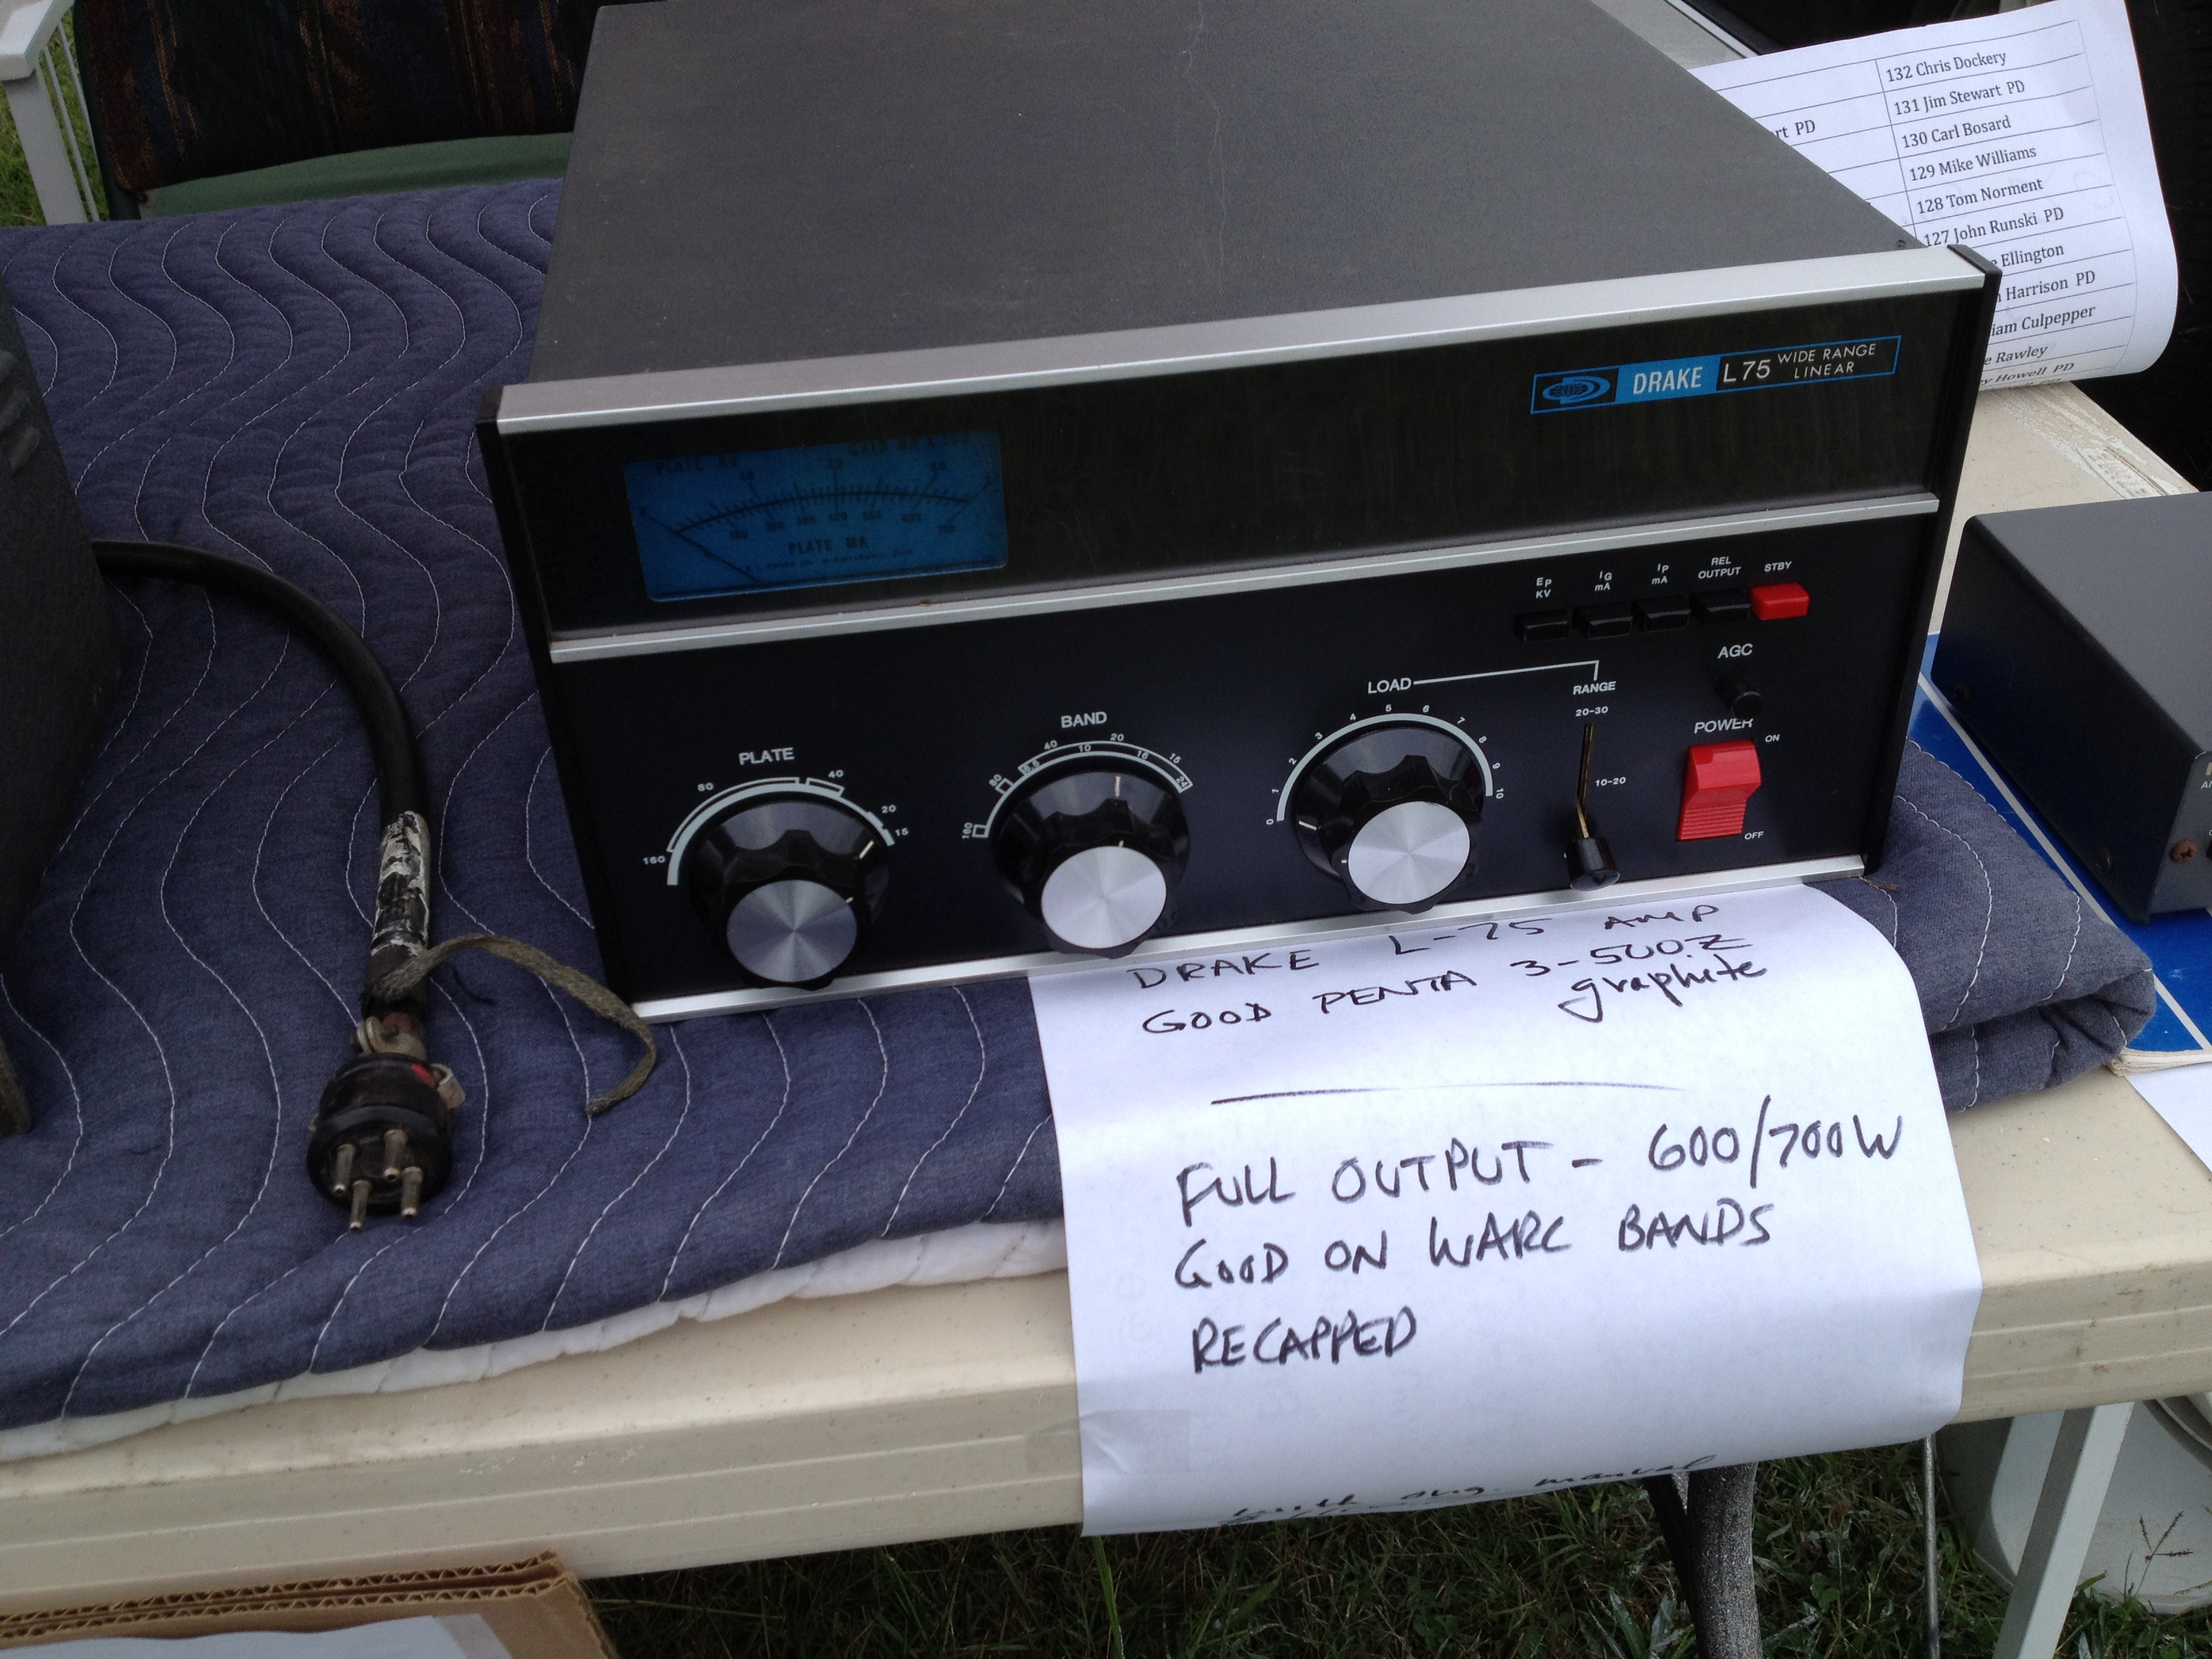 132 Chris Dockery
131 Jim Stewart PD
rt PD
130 Carl Bosard
129 Mike Williams
128 Tom Norment
127 John Runski PD
e Ellington
Harrison PD
iam Culpepper
e Rawley
y Howell PD
DRAKE L75 WIDE RANGE
LINEAR
PLATE MA
EP
KV
IG
mA
IP
mA
REL
OUTPUT
STBY
AGC
LOAD
RANGE
20-30
10-20
POWER
ON
OFF
PLATE
160
80
40
20
15
BAND
160
80
40
20
15
10
0
1
2
3
4
5
6
7
8
9
10
DRAKE L-75 AMP
GOOD PENTA 3-500Z
graphite
FULL OUTPUT - 600/700W
GOOD ON WARC BANDS
RECAPPED
with orig. manual